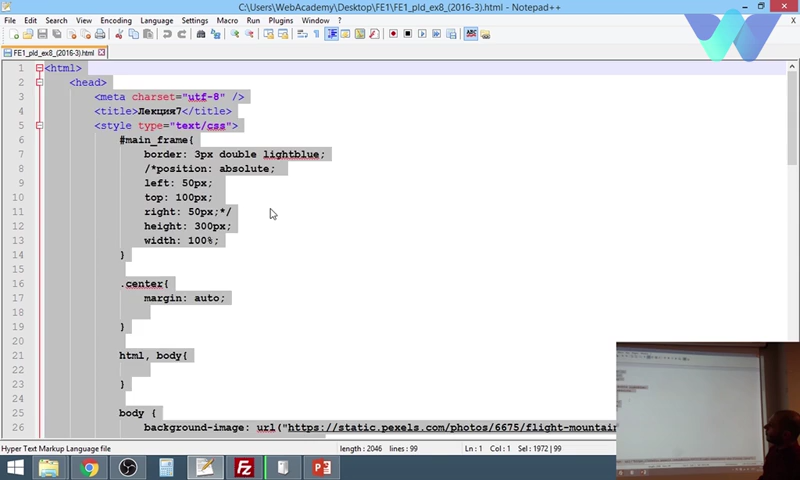 C:\Users\WebAcademy\Desktop\FE1\FE1_pld_ex8_(2016-3).html - Notepad++
File Edit Search View Encoding Language Settings Macro Run Plugins Window ?
FE1_pld_ex8_(2016-3).html
1 <html>
2 <head>
3 <meta charset="utf-8" />
4 <title>Лекция7</title>
5 <style type="text/css">
6 #main_frame{
7 border: 3px double lightblue;
8 /*position: absolute;
9 left: 50px;
10 top: 100px;
11 right: 50px;*/
12 height: 300px;
13 width: 100%;
14 }
15
16 .center{
17 margin: auto;
18
19 }
20
21 html, body{
22
23 }
24
25 body {
26 background-image: url("https://static.pexels.com/photos/6675/flight-mountain
Hyper Text Markup Language file length : 2046 lines : 99 Ln : 1 Col : 1 Sel : 1972 | 99